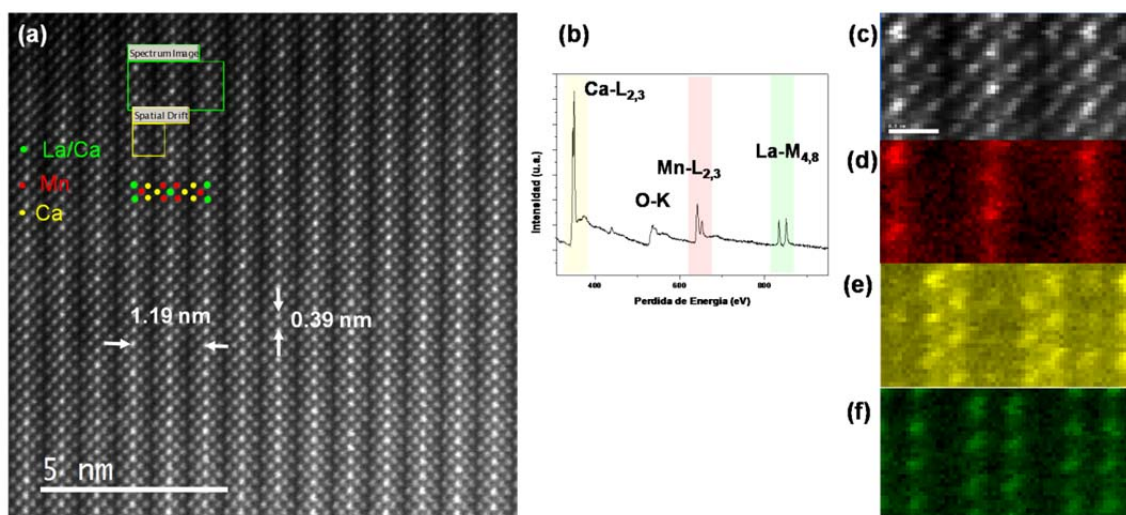 (a)
Spectrum Image
Spatial Drift
La/Ca
Mn
Ca
1.19 nm
0.39 nm
5 nm
(b)
Ca-L2,3
Mn-L2,3
La-M4,8
O-K
Intensidad (u.a.)
400
600
800
Perdida de Energia (eV)
(c)
(d)
(e)
(f)